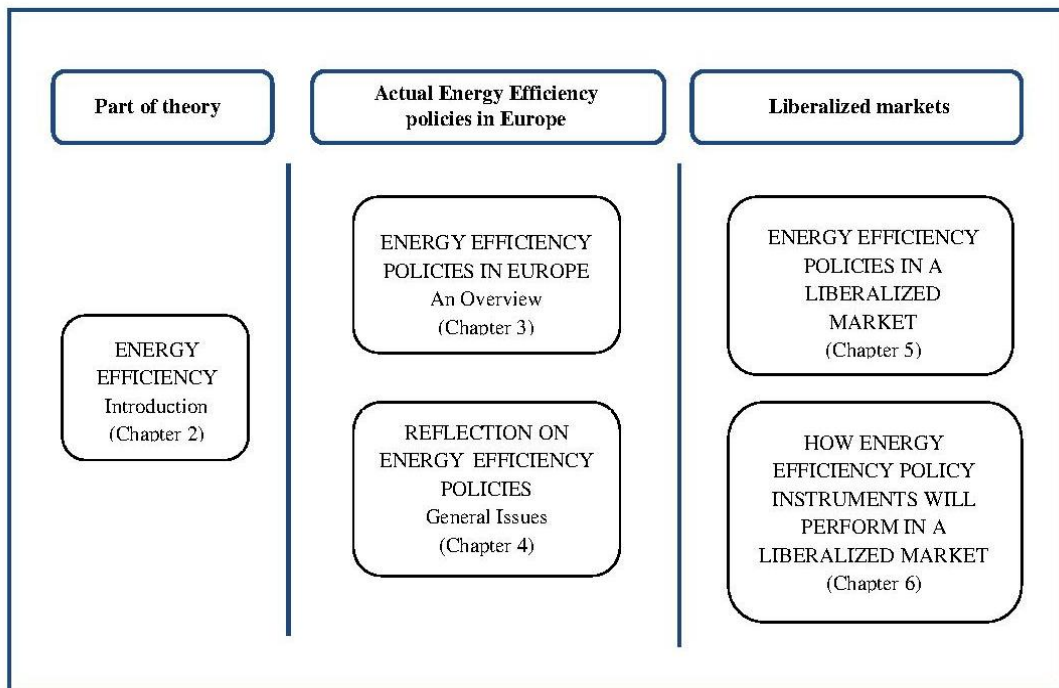 Part of theory
Actual Energy Efficiency
policies in Europe
Liberalized markets
ENERGY
EFFICIENCY
Introduction
(Chapter 2)
ENERGY EFFICIENCY
POLICIES IN EUROPE
An Overview
(Chapter 3)
REFLECTION ON
ENERGY EFFICIENCY
POLICIES
General Issues
(Chapter 4)
ENERGY EFFICIENCY
POLICIES IN A
LIBERALIZED
MARKET
(Chapter 5)
HOW ENERGY
EFFICIENCY POLICY
INSTRUMENTS WILL
PERFORM IN A
LIBERALIZED MARKET
(Chapter 6)